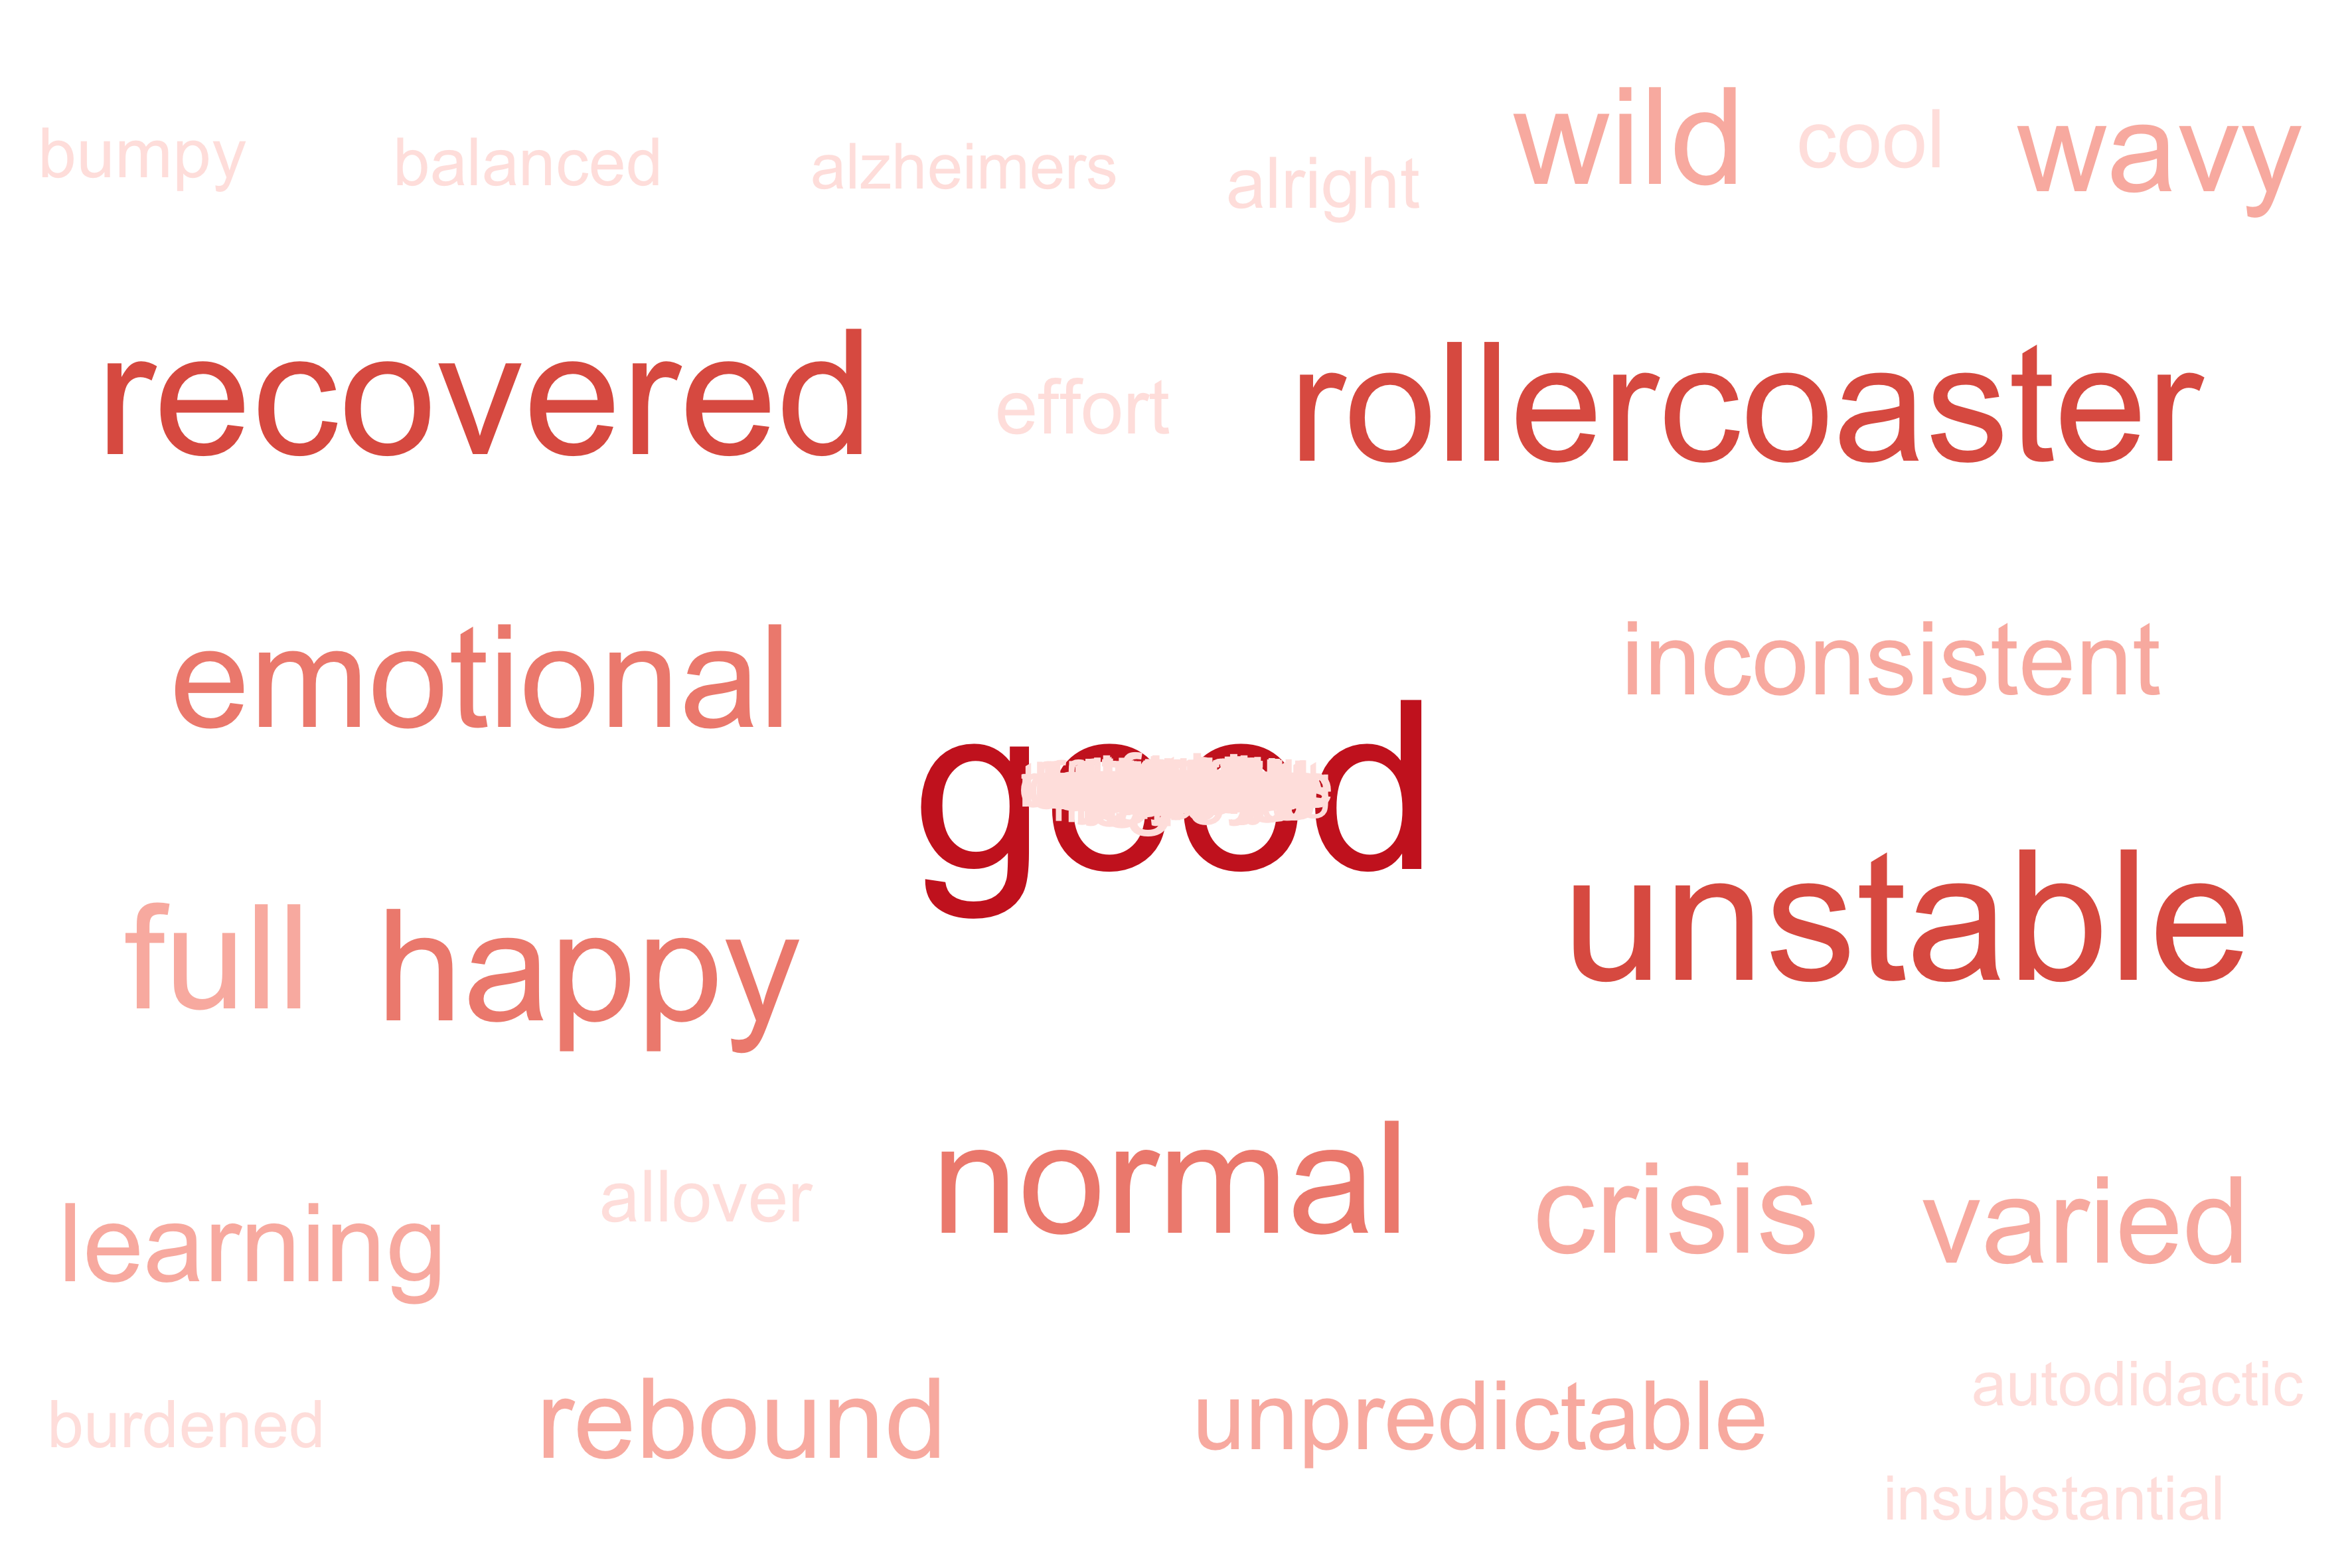 bumpy balanced alzheimers alright wild cool wavy
recovered effort rollercoaster
emotional inconsistent
good
full happy unstable
learning allover normal crisis varied
burdened rebound unpredictable autodidactic
insubstantial